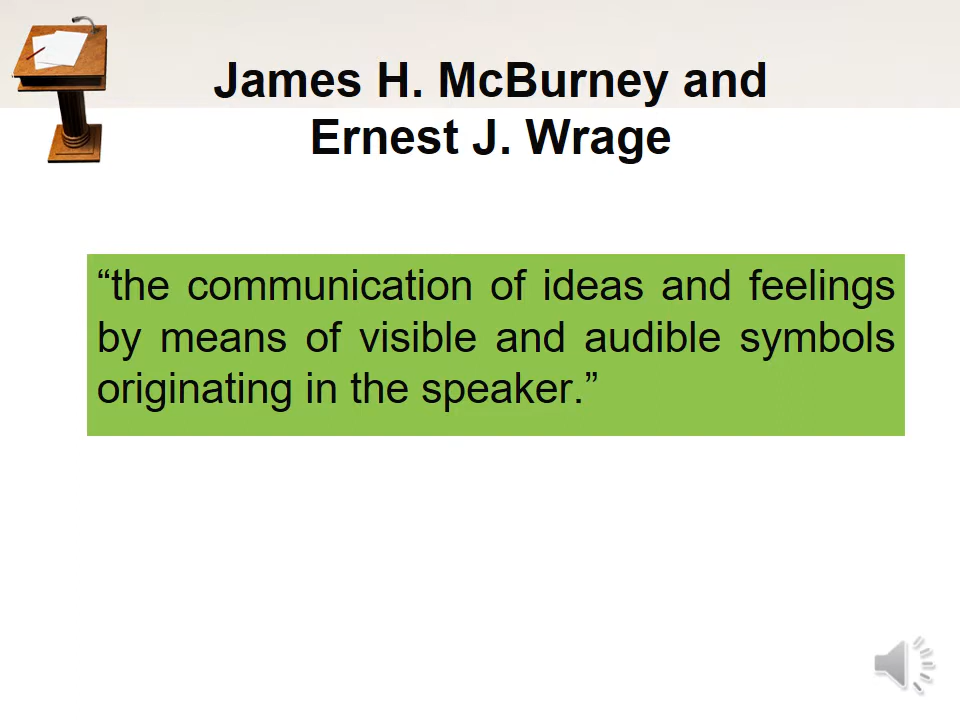 James H. McBurney and
Ernest J. Wrage
“the communication of ideas and feelings
by means of visible and audible symbols
originating in the speaker.”